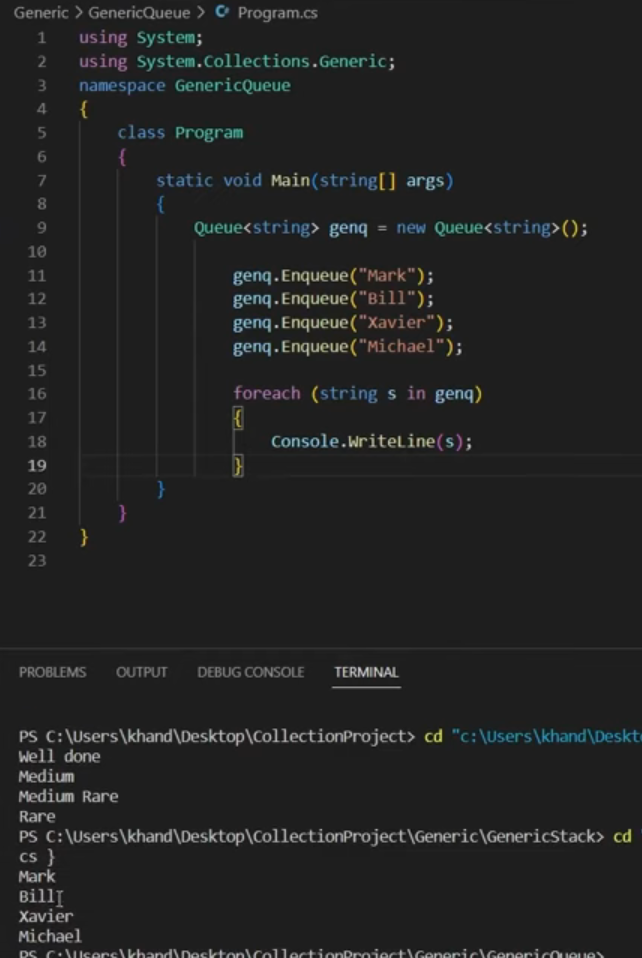 Generic > GenericQueue > Program.cs
1 using System;
2 using System.Collections.Generic;
3 namespace GenericQueue
4 {
5 class Program
6 {
7 static void Main(string[] args)
8 {
9 Queue<string> genq = new Queue<string>();
10
11 genq.Enqueue("Mark");
12 genq.Enqueue("Bill");
13 genq.Enqueue("Xavier");
14 genq.Enqueue("Michael");
15
16 foreach (string s in genq)
17 {
18 Console.WriteLine(s);
19 }
20 }
21 }
22 }
23
PROBLEMS OUTPUT DEBUG CONSOLE TERMINAL
PS C:\Users\khand\Desktop\CollectionProject> cd "c:\Users\khand\Deskt
Well done
Medium
Medium Rare
Rare
PS C:\Users\khand\Desktop\CollectionProject\Generic\GenericStack> cd "
cs }
Mark
Bill
Xavier
Michael
PS C:\Users\khand\Desktop\CollectionProject\Generic\GenericQueue>